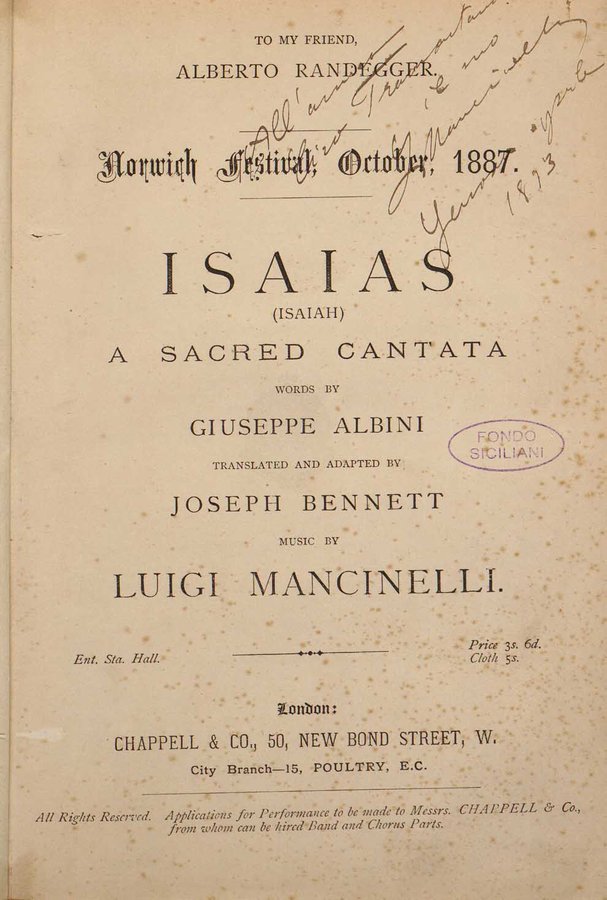 TO MY FRIEND,
ALBERTO RANDEGGER.
All'amico
Norwich Festival, October, 1887.
1893
ISAIAS
(ISAIAH)
A SACRED CANTATA
WORDS BY
GIUSEPPE ALBINI
FONDO
SICILIANI
TRANSLATED AND ADAPTED BY
JOSEPH BENNETT
MUSIC BY
LUIGI MANCINELLI.
Ent. Sta. Hall.
Price 3s. 6d.
Cloth 5s.
London:
CHAPPELL & CO., 50, NEW BOND STREET, W.
City Branch—15, POULTRY, E.C.
All Rights Reserved. Applications for Performance to be made to Messrs. CHAPPELL & Co.,
from whom can be hired Band and Chorus Parts.